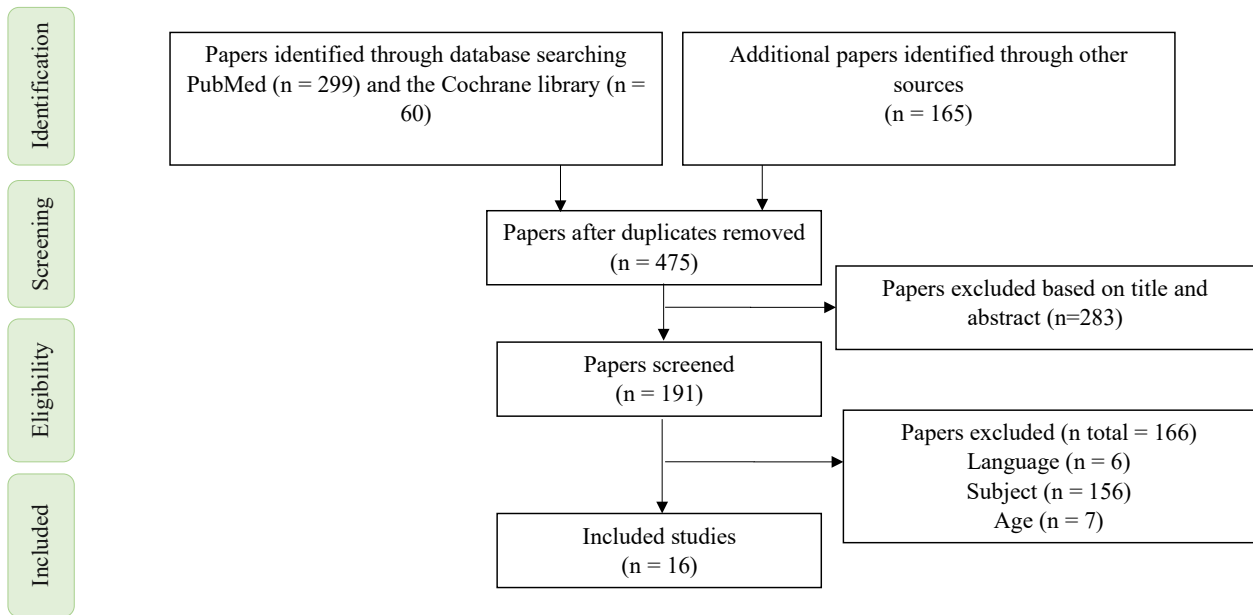 Identification
Papers identified through database searching
PubMed (n = 299) and the Cochrane library (n =
60)
Additional papers identified through other
sources
(n = 165)
Screening
Papers after duplicates removed
(n = 475)
Papers excluded based on title and
abstract (n=283)
Eligibility
Papers screened
(n = 191)
Papers excluded (n total = 166)
Language (n = 6)
Subject (n = 156)
Age (n = 7)
Included
Included studies
(n = 16)